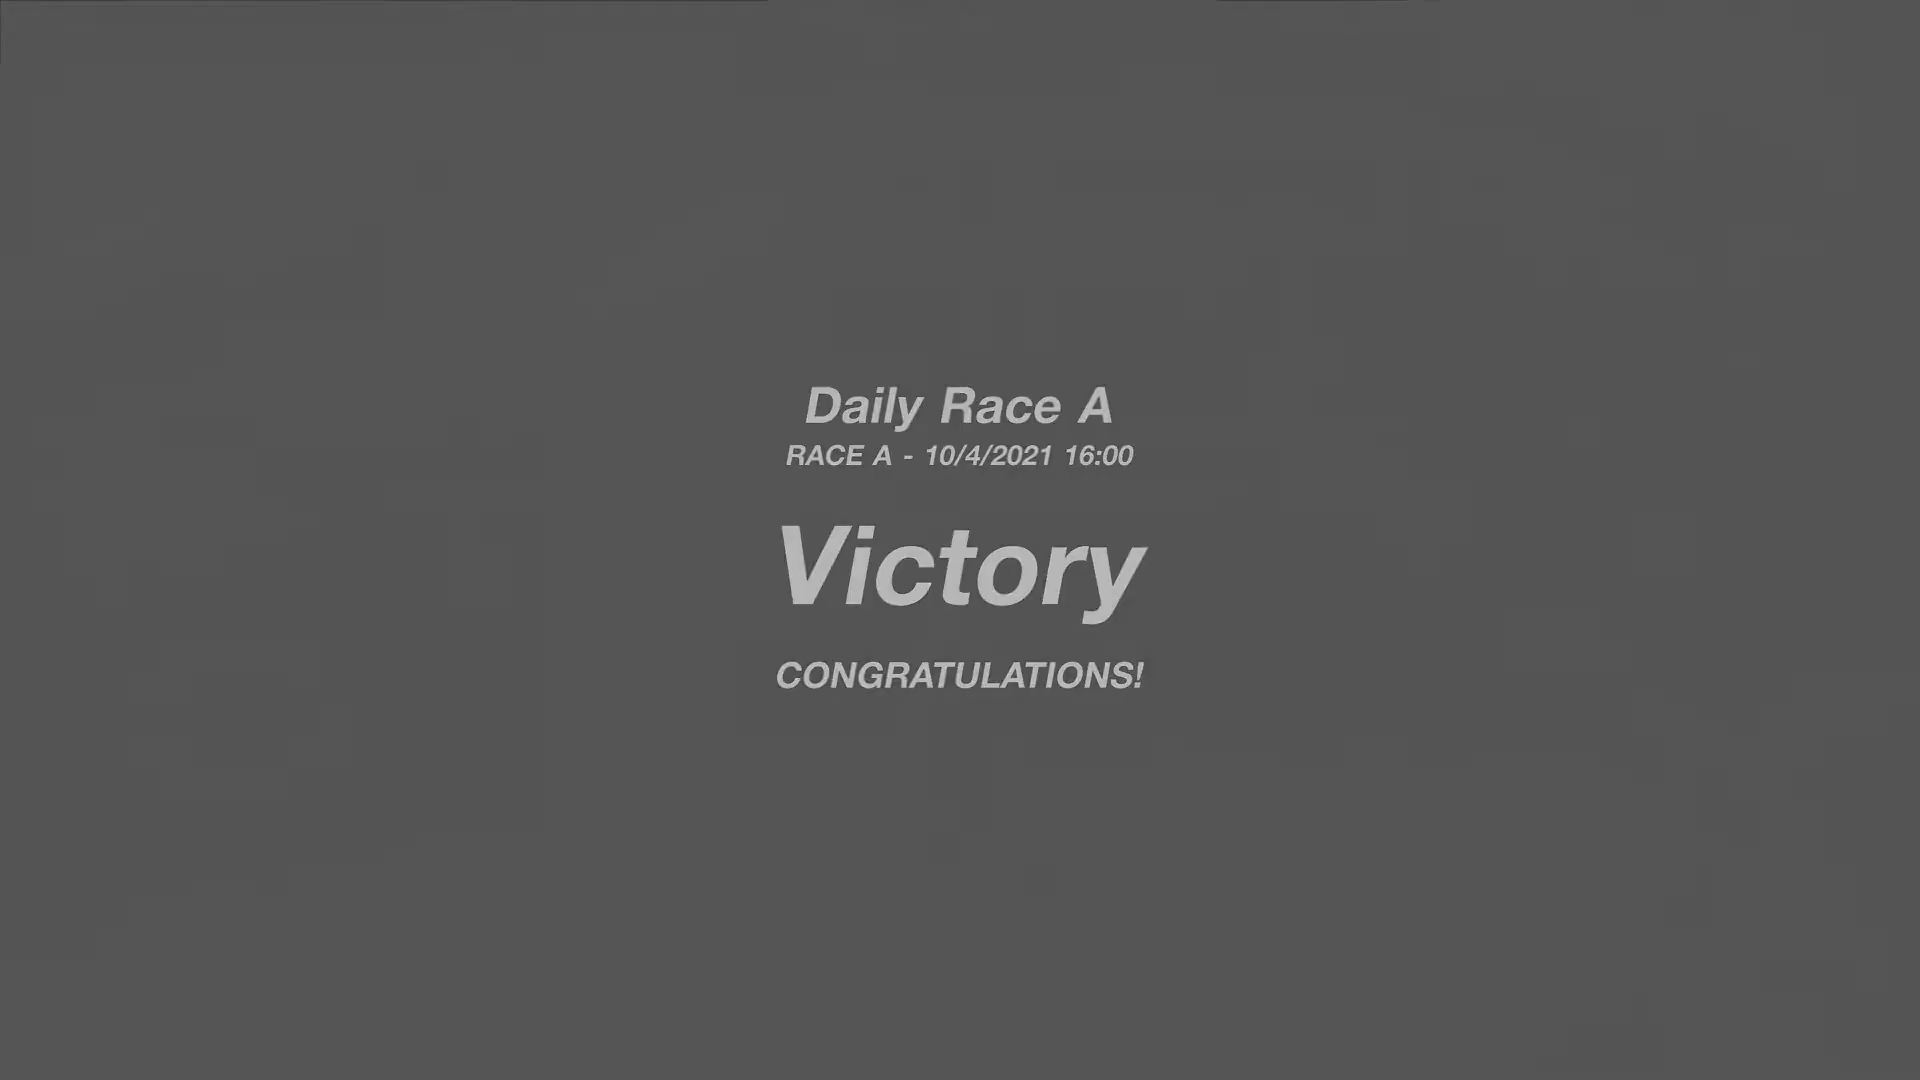 Daily Race A
RACE A - 10/4/2021 16:00
Victory
CONGRATULATIONS!